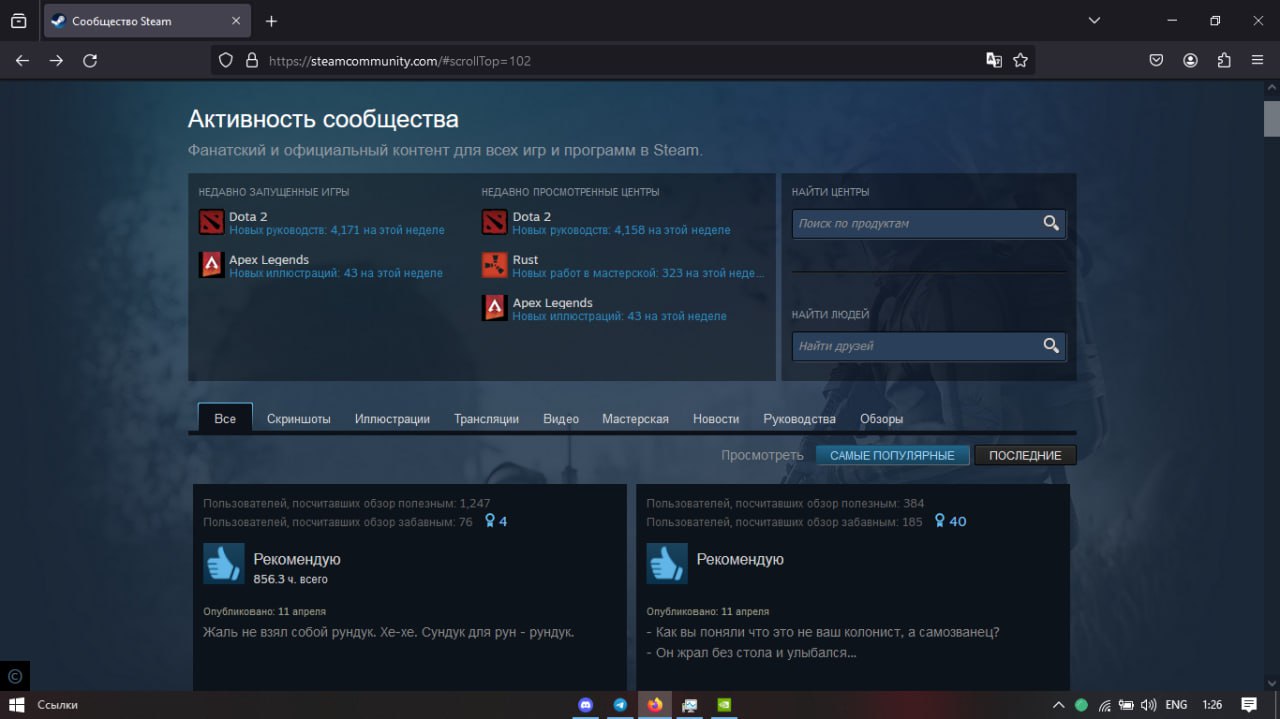 Сообщество Steam
https://steamcommunity.com/#scrollTop=102
Активность сообщества
Фанатский и официальный контент для всех игр и программ в Steam.
НЕДАВНО ЗАПУЩЕННЫЕ ИГРЫ
Dota 2
Новых руководств: 4,171 на этой неделе
Apex Legends
Новых иллюстраций: 43 на этой неделе
НЕДАВНО ПРОСМОТРЕННЫЕ ЦЕНТРЫ
Dota 2
Новых руководств: 4,158 на этой неделе
Rust
Новых работ в мастерской: 323 на этой неде...
Apex Legends
Новых иллюстраций: 43 на этой неделе
НАЙТИ ЦЕНТРЫ
Поиск по продуктам
НАЙТИ ЛЮДЕЙ
Найти друзей
Все Скриншоты Иллюстрации Трансляции Видео Мастерская Новости Руководства Обзоры
Просмотреть САМЫЕ ПОПУЛЯРНЫЕ ПОСЛЕДНИЕ
Пользователей, посчитавших обзор полезным: 1,247
Пользователей, посчитавших обзор забавным: 76 4
Рекомендую
856.3 ч. всего
Опубликовано: 11 апреля
Жаль не взял собой рундук. Хе-хе. Сундук для рун - рундук.
Пользователей, посчитавших обзор полезным: 384
Пользователей, посчитавших обзор забавным: 185 40
Рекомендую
Опубликовано: 11 апреля
- Как вы поняли что это не ваш колонист, а самозванец?
- Он жрал без стола и улыбался...
©
Ссылки
ENG 1:26